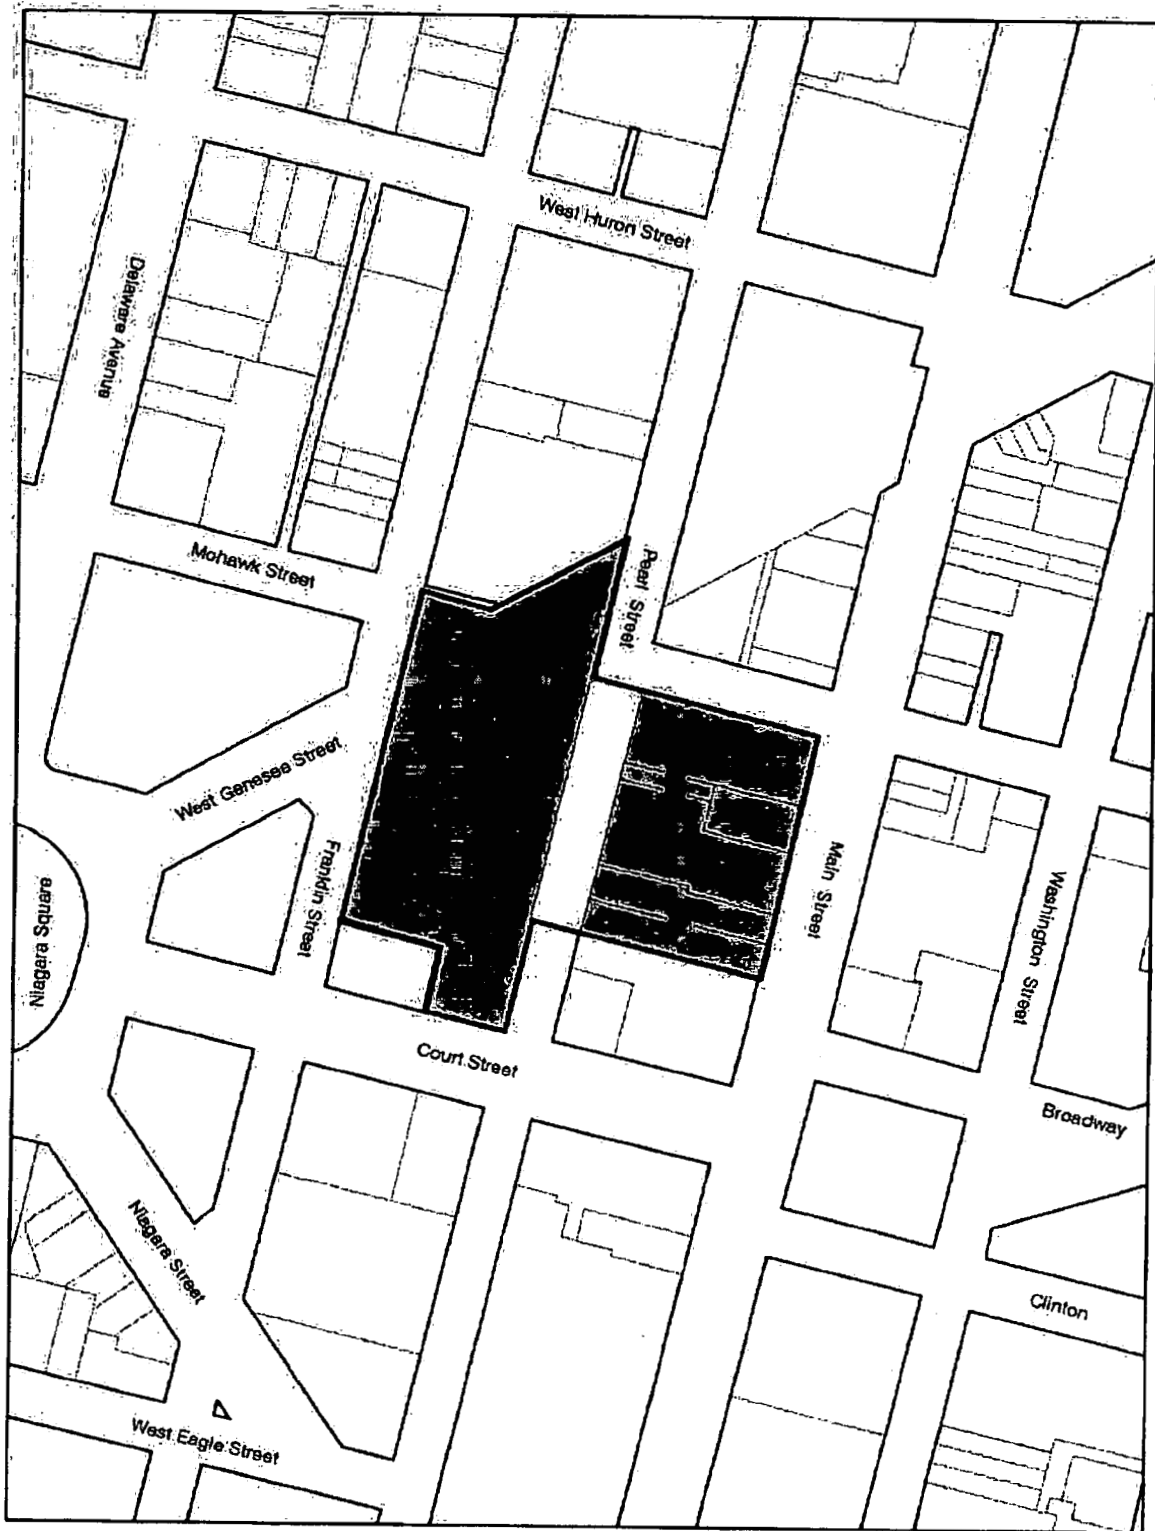 West Huron Street
Delaware Avenue
Mohawk Street
Pearl Street
West Genesee Street
Franklin Street
Main Street
Washington Street
Niagara Square
Court Street
Broadway
Niagara Street
Clinton
West Eagle Street